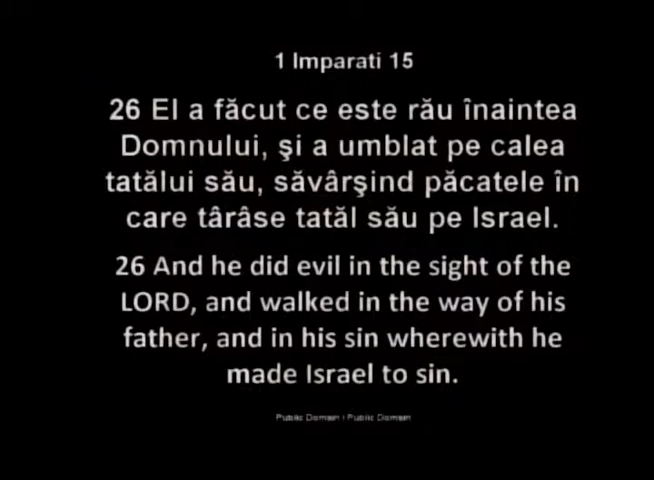 1 Imparati 15
26 El a făcut ce este rău înaintea
Domnului, şi a umblat pe calea
tatălui său, săvârşind păcatele în
care târâse tatăl său pe Israel.
26 And he did evil in the sight of the
LORD, and walked in the way of his
father, and in his sin wherewith he
made Israel to sin.
Public Domain / Public Domain